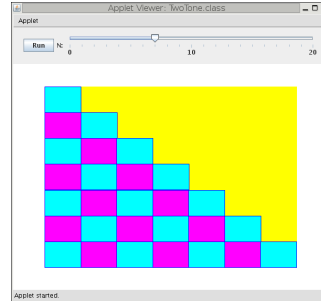 Applet Viewer: TwoTone.class
Applet
Run N:
0 10 20
Applet started.